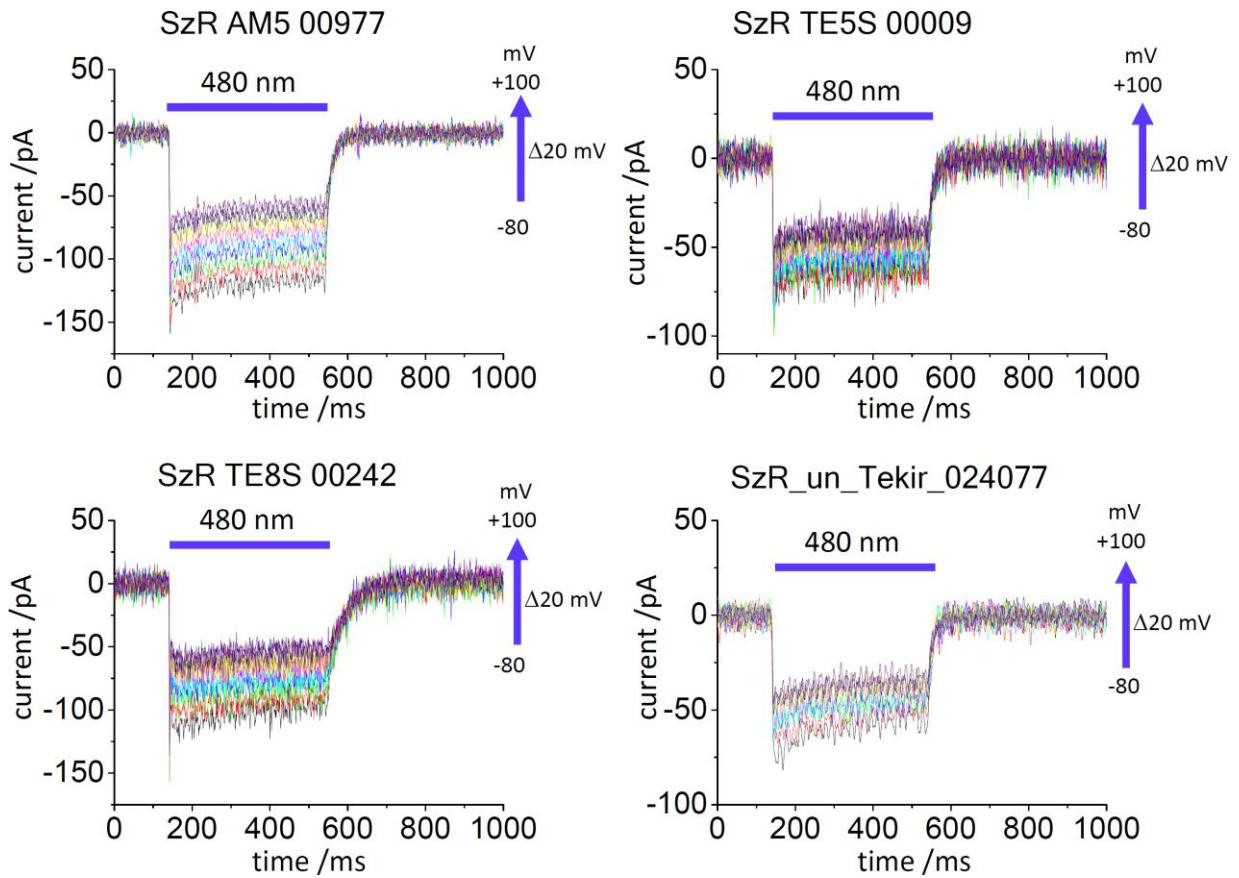 SzR AM5 00977
480 nm
mV
+100
Δ20 mV
-80
50
0
-50
-100
-150
current /pA
0 200 400 600 800 1000
time /ms
SzR TE5S 00009
480 nm
mV
+100
Δ20 mV
-80
50
0
-50
-100
current /pA
0 200 400 600 800 1000
time /ms
SzR TE8S 00242
480 nm
mV
+100
Δ20 mV
-80
50
0
-50
-100
-150
current /pA
0 200 400 600 800 1000
time /ms
SzR_un_Tekir_024077
480 nm
mV
+100
Δ20 mV
-80
50
0
-50
-100
current /pA
0 200 400 600 800 1000
time /ms